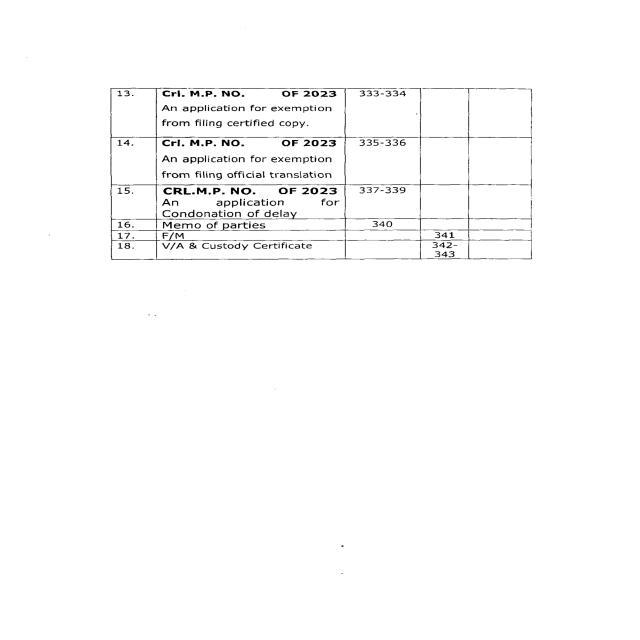 13. Crl. M.P. NO. OF 2023 333-334
An application for exemption
from filing certified copy.
14. Crl. M.P. NO. OF 2023 335-336
An application for exemption
from filing official translation
15. CRL.M.P. NO. OF 2023 337-339
An application for
Condonation of delay
16. Memo of parties 340
17. F/M 341
18. V/A & Custody Certificate 342-
343